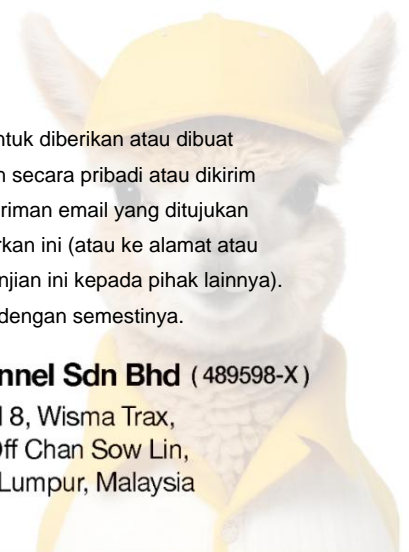 ntuk diberikan atau dibuat
secara pribadi atau dikirim
riman email yang ditujukan
rkan ini (atau ke alamat atau
njian ini kepada pihak lainnya).
dengan semestinya.
nnel Sdn Bhd (489598-X)
8, Wisma Trax,
Off Chan Sow Lin,
Lumpur, Malaysia